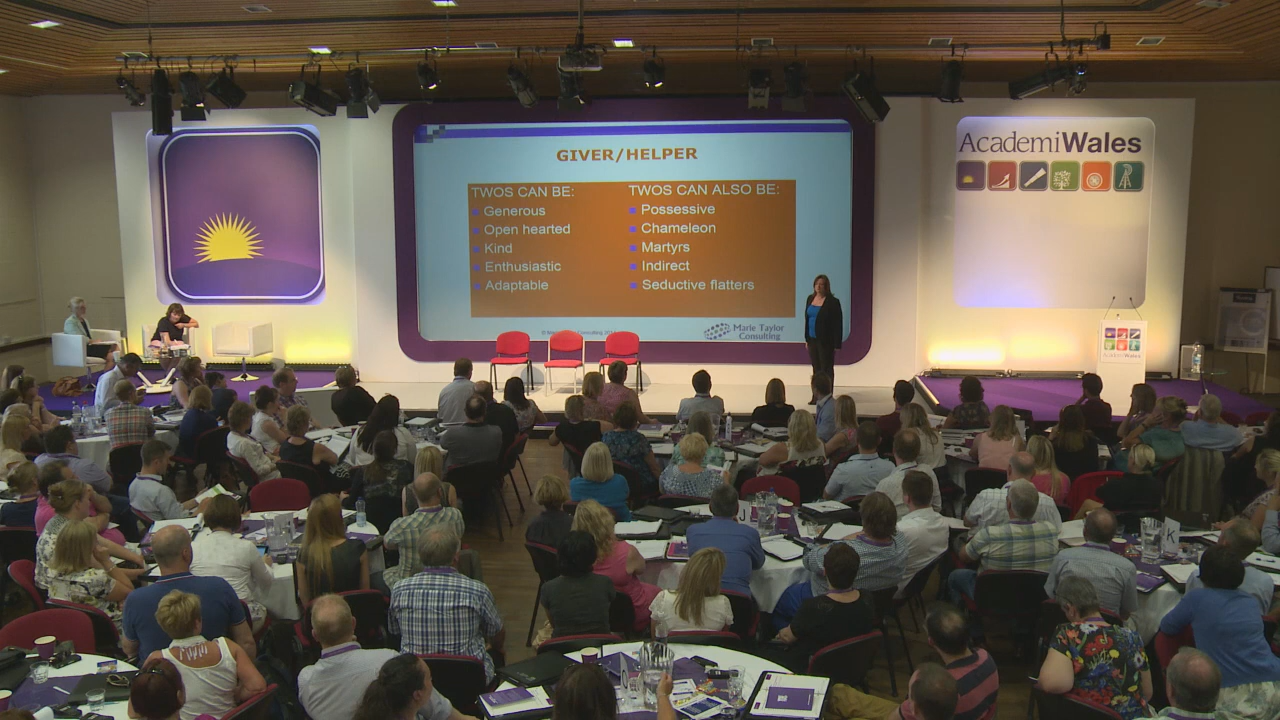 AcademiWales
GIVER/HELPER
TWOS CAN BE:
Generous
Open hearted
Kind
Enthusiastic
Adaptable
TWOS CAN ALSO BE:
Possessive
Chameleon
Martyrs
Indirect
Seductive flatters
Marie Taylor
Consulting
K